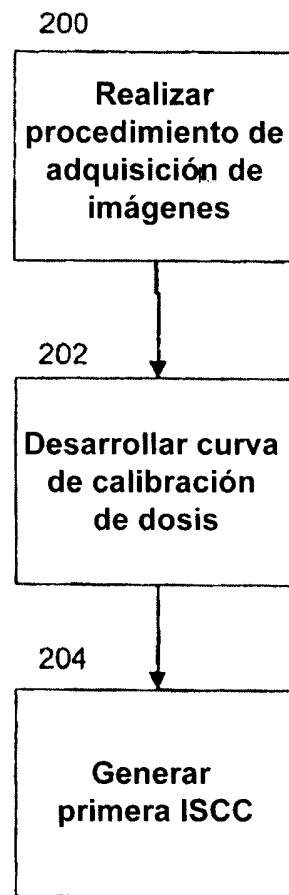 200
Realizar
procedimiento de
adquisición de
imágenes
202
Desarrollar curva
de calibración
de dosis
204
Generar
primera ISCC